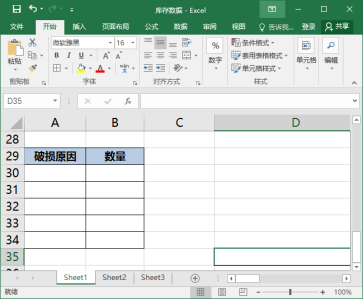 库存数据 - Excel
文件 开始 插入 页面布局 公式 数据 审阅 视图 告诉我... 登录 共享
粘贴 微软雅黑 16 B I U A A 数字 条件格式 套用表格格式 单元格样式 单元格 编辑
剪贴板 字体 对齐方式 样式
D35 fx
A B C D
28
29 破损原因 数量
30
31
32
33
34
35
Sheet1 Sheet2 Sheet3
就绪 100%